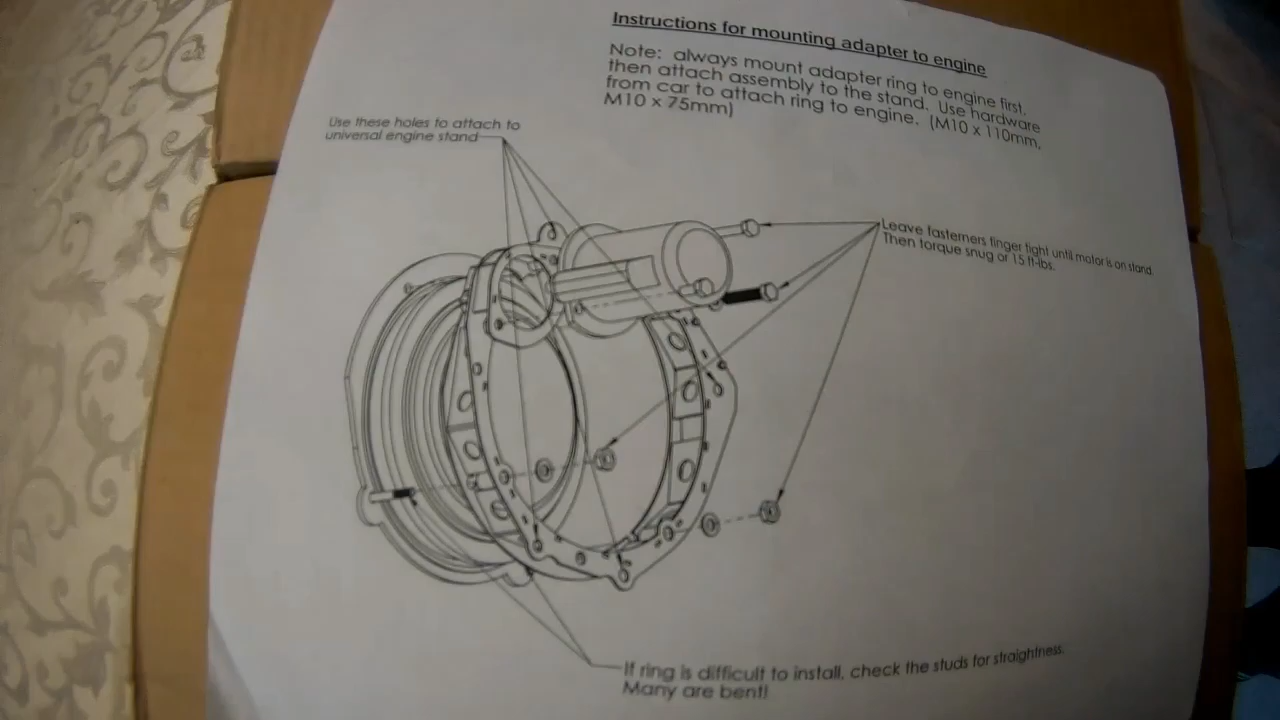 Instructions for mounting adapter to engine
Note: always mount adapter ring to engine first,
then attach assembly to the stand. Use hardware
from car to attach ring to engine. (M10 x 110mm,
M10 x 75mm)
Use these holes to attach to
universal engine stand
Leave fasteners finger tight until motor is on stand.
Then torque snug or 15 ft-lbs.
If ring is difficult to install, check the studs for straightness.
Many are bent!